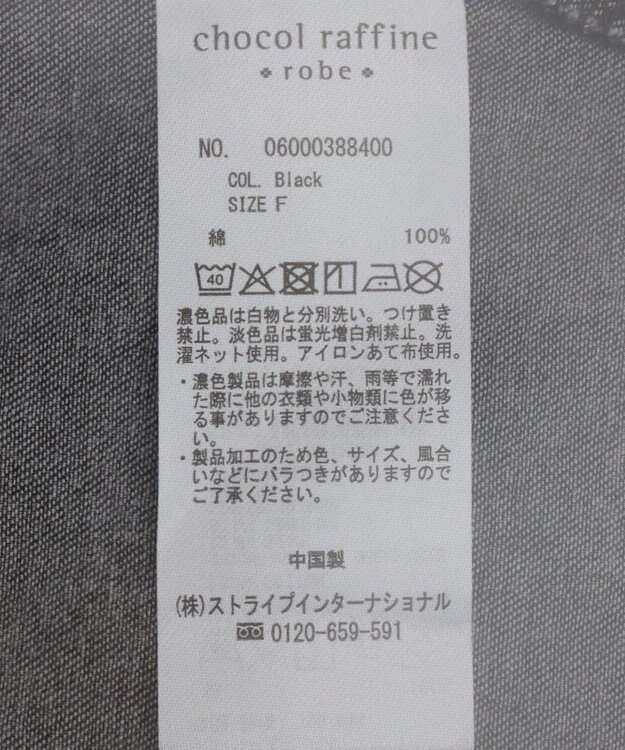 chocol raffine
robe
NO. 06000388400
COL. Black
SIZE F
綿 100%
40
濃色品は白物と分別洗い。つけ置き
禁止。淡色品は蛍光増白剤禁止。洗
濯ネット使用。アイロンあて布使用。
・濃色製品は摩擦や汗、雨等で濡れ
た際に他の衣類や小物類に色が移
る事がありますのでご注意くださ
い。
・製品加工のため色、サイズ、風合
いなどにバラつきがありますので
ご了承ください。
中国製
(株)ストライプインターナショナル
0120-659-591